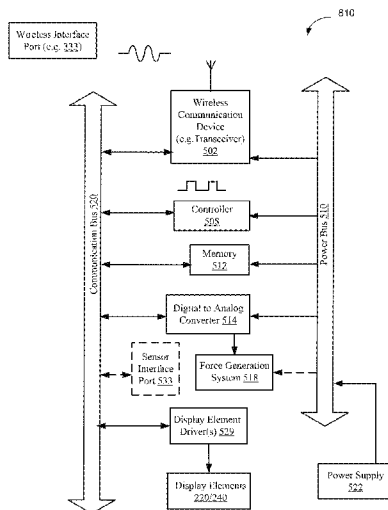 810
Wireless Interface
Port (e.g. 333)
Wireless
Communication
Device
(e.g. Transceiver)
502
Communication Bus 520
Power Bus 510
Controller
508
Memory
512
Digital to Analog
Converter 514
Sensor
Interface
Port 533
Force Generation
System 518
Display Element
Driver(s) 529
Display Elements
220/240
Power Supply
522